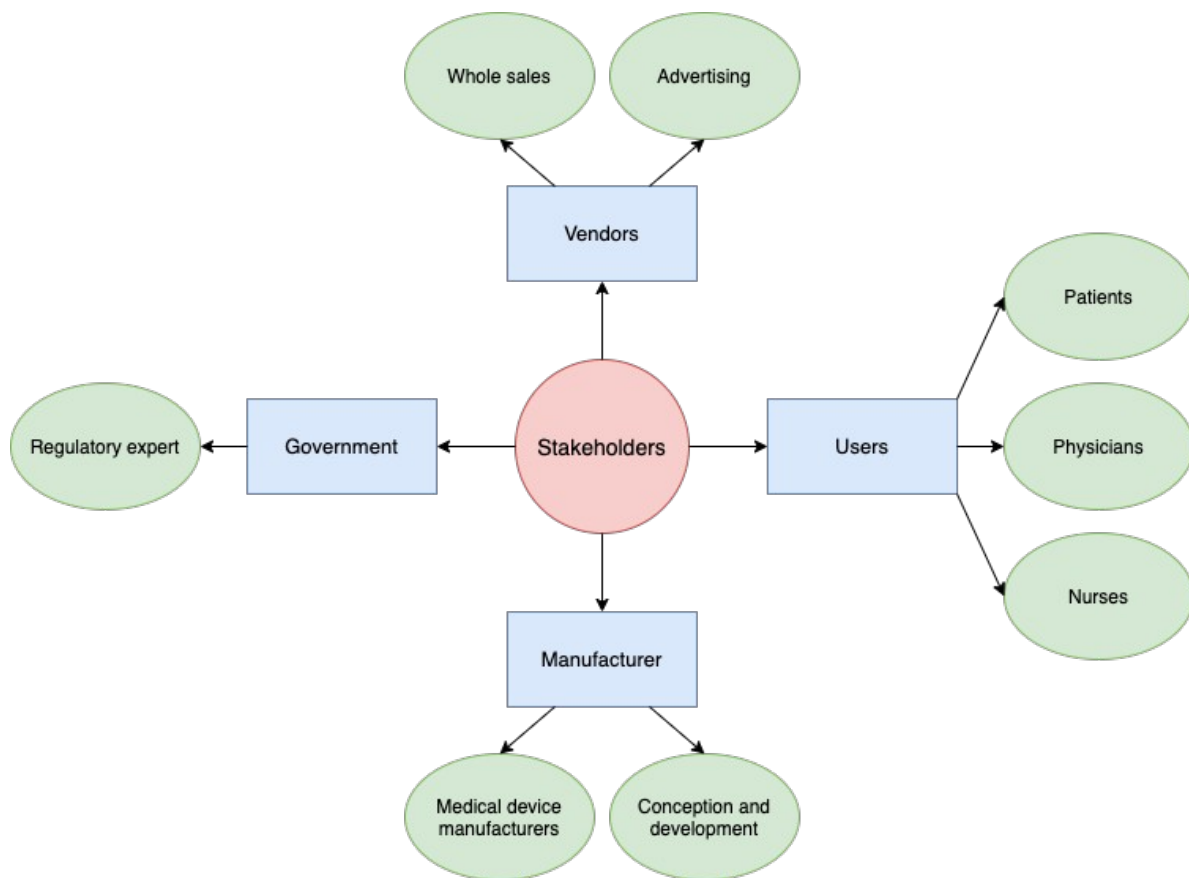 Whole sales
Advertising
Vendors
Patients
Regulatory expert
Government
Stakeholders
Users
Physicians
Nurses
Manufacturer
Medical device
manufacturers
Conception and
development